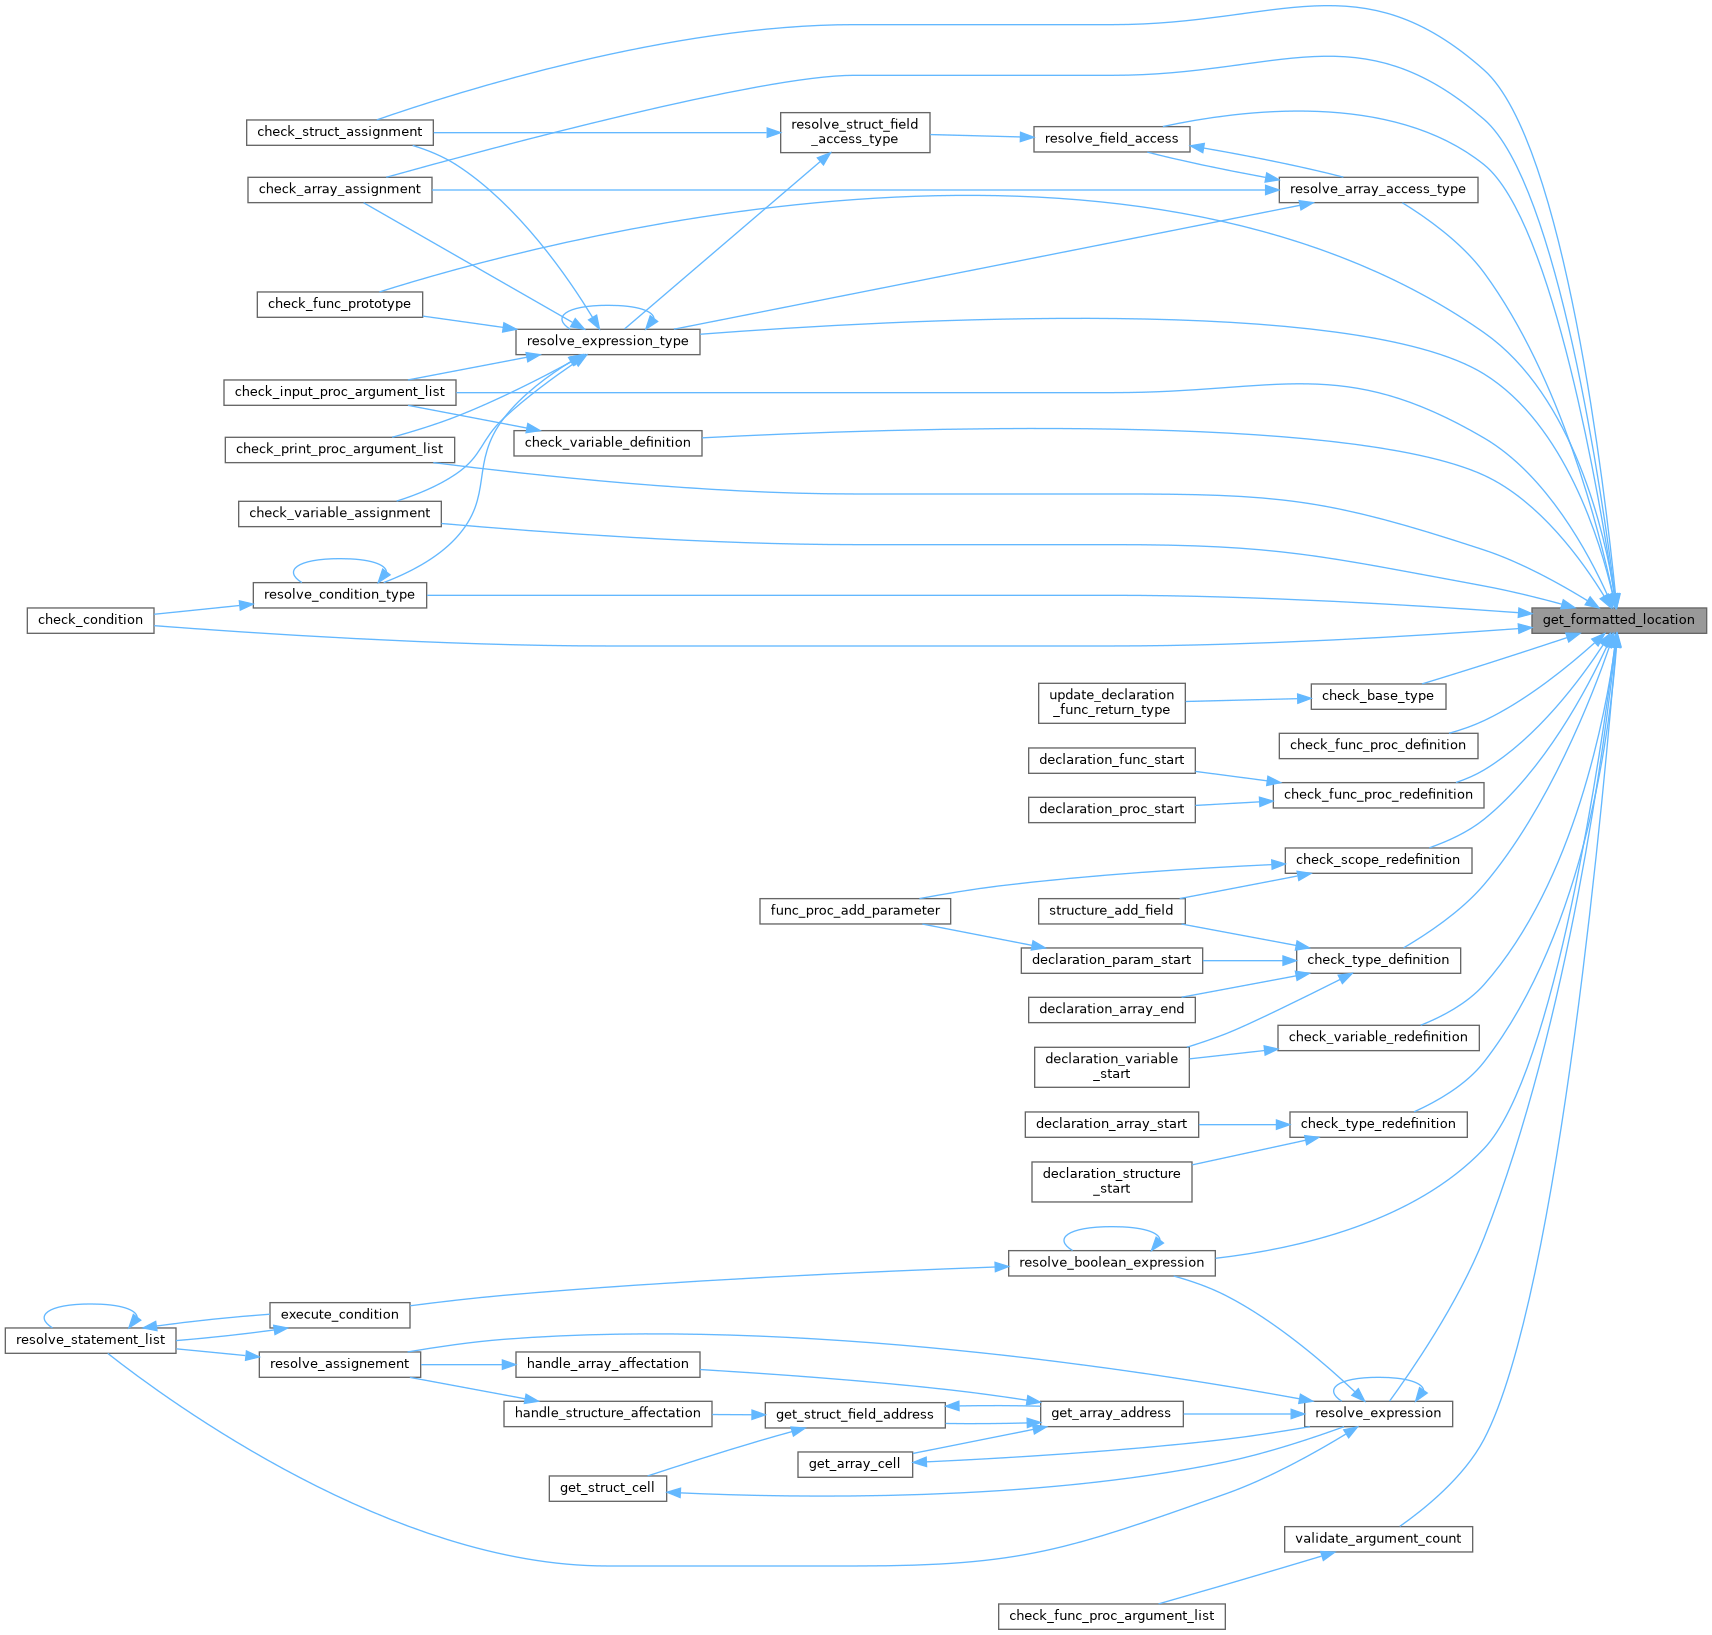 check_struct_assignment
resolve_struct_field
_access_type
resolve_field_access
check_array_assignment
resolve_array_access_type
check_func_prototype
resolve_expression_type
check_input_proc_argument_list
check_variable_definition
check_print_proc_argument_list
check_variable_assignment
resolve_condition_type
check_condition
get_formatted_location
update_declaration
_func_return_type
check_base_type
check_func_proc_definition
declaration_func_start
check_func_proc_redefinition
declaration_proc_start
check_scope_redefinition
func_proc_add_parameter
structure_add_field
declaration_param_start
check_type_definition
declaration_array_end
check_variable_redefinition
declaration_variable
_start
declaration_array_start
check_type_redefinition
declaration_structure
_start
resolve_boolean_expression
execute_condition
resolve_statement_list
resolve_assignement
handle_array_affectation
handle_structure_affectation
get_struct_field_address
get_array_address
resolve_expression
get_array_cell
get_struct_cell
validate_argument_count
check_func_proc_argument_list